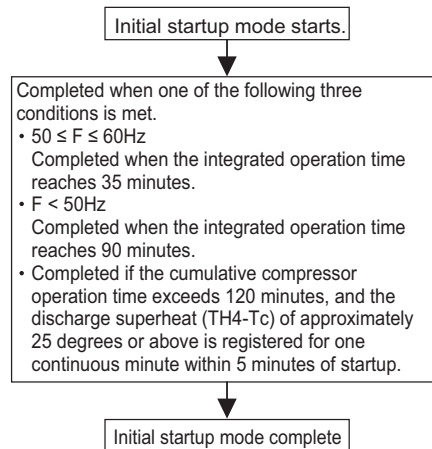 Initial startup mode starts.
Completed when one of the following three
conditions is met.
・50 ≤ F ≤ 60Hz
Completed when the integrated operation time
reaches 35 minutes.
・F < 50Hz
Completed when the integrated operation time
reaches 90 minutes.
・Completed if the cumulative compressor
operation time exceeds 120 minutes, and the
discharge superheat (TH4-Tc) of approximately
25 degrees or above is registered for one
continuous minute within 5 minutes of startup.
Initial startup mode complete